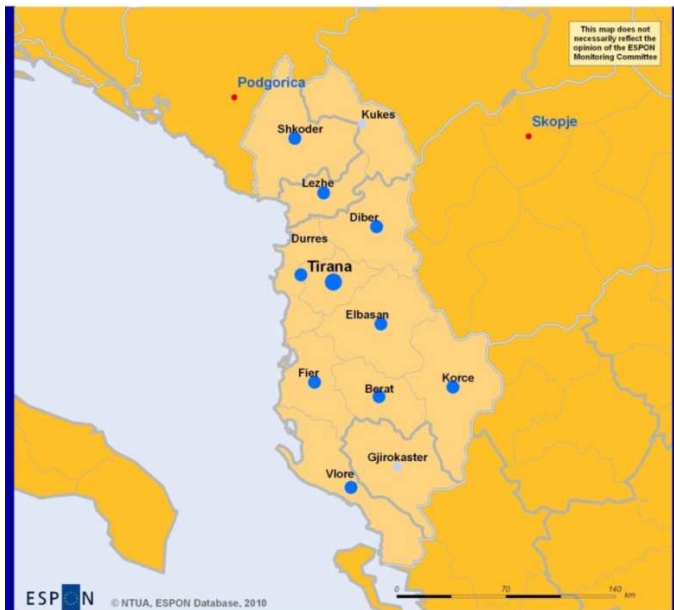 This map does not
necessarily reflect the
opinion of the ESPON
Monitoring Committee
Podgorica
Kukes
Skopje
Shkoder
Lezhe
Diber
Durres
Tirana
Elbasan
Fier
Korce
Berat
Gjirokaster
Vlore
0 70 140
km
ESPON © NTUA, ESPON Database, 2010